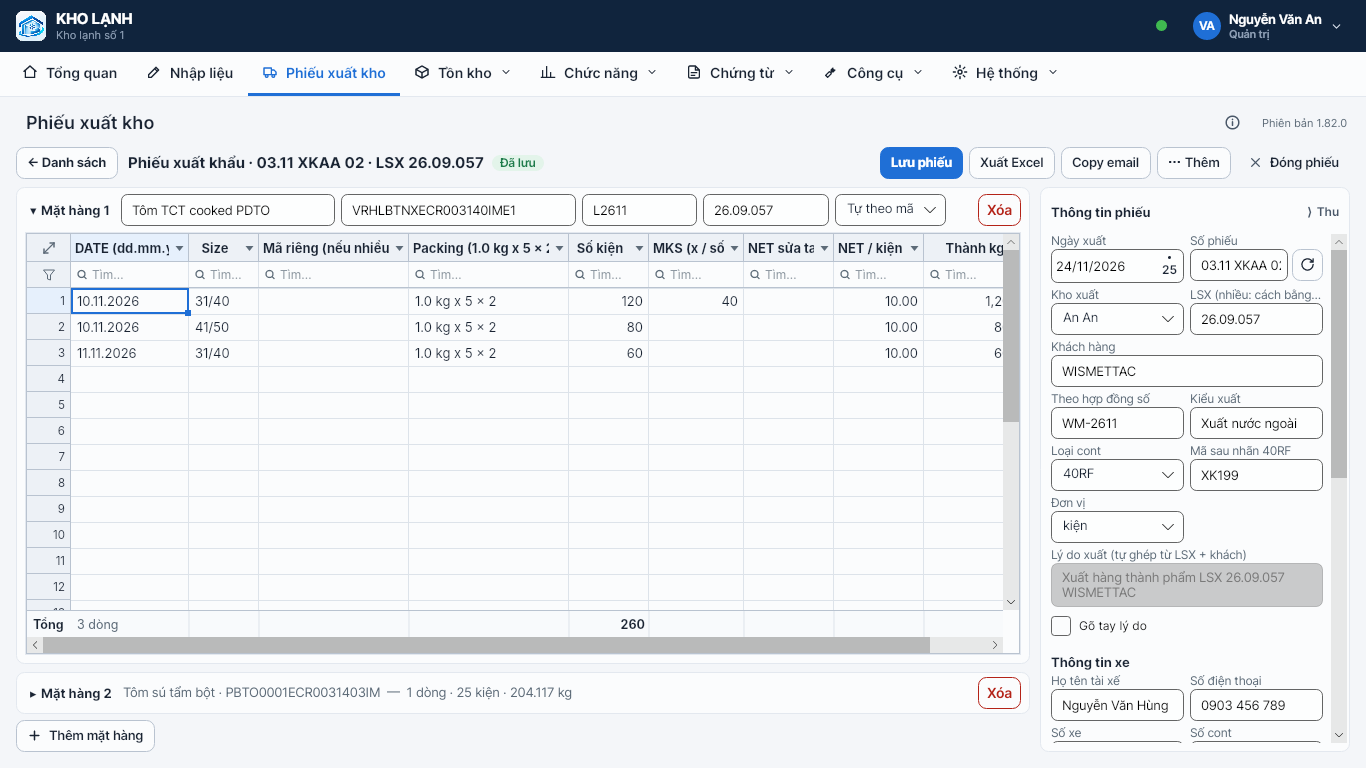 KHO LẠNH
Kho lạnh số 1
VA
Nguyễn Văn An
Quản trị
Tổng quan
Nhập liệu
Phiếu xuất kho
Tồn kho
Chức năng
Chứng từ
Công cụ
Hệ thống
Phiếu xuất kho
Phiên bản 1.82.0
← Danh sách
Phiếu xuất khẩu · 03.11 XKAA 02 · LSX 26.09.057
Đã lưu
Lưu phiếu
Xuất Excel
Copy email
··· Thêm
× Đóng phiếu
▾ Mặt hàng 1
Tôm TCT cooked PDTO
VRHLBTNXECR003140IME1
L2611
26.09.057
Tự theo mã
Xóa
DATE (dd.mm.y Size Mã riêng (nếu nhiều Packing (1.0 kg x 5 × 2 Số kiện MKS (x / số NET sửa ta NET / kiện Thành kg
Tìm... Tìm... Tìm... Tìm... Tìm... Tìm... Tìm... Tìm... Tìm...
1 10.11.2026 31/40 1.0 kg x 5 × 2 120 40 10.00 1,2
2 10.11.2026 41/50 1.0 kg x 5 × 2 80 10.00 8
3 11.11.2026 31/40 1.0 kg x 5 × 2 60 10.00 6
4
5
6
7
8
9
10
11
12
Tổng 3 dòng 260
▸ Mặt hàng 2 Tôm sú tẩm bột · PBTO0001ECR0031403IM — 1 dòng · 25 kiện · 204.117 kg
Xóa
+ Thêm mặt hàng
Thông tin phiếu
⟩ Thu
Ngày xuất Số phiếu
24/11/2026 25 03.11 XKAA 02
Kho xuất LSX (nhiều: cách bằng...
An An 26.09.057
Khách hàng
WISMETTAC
Theo hợp đồng số Kiểu xuất
WM-2611 Xuất nước ngoài
Loại cont Mã sau nhãn 40RF
40RF XK199
Đơn vị
kiện
Lý do xuất (tự ghép từ LSX + khách)
Xuất hàng thành phẩm LSX 26.09.057
WISMETTAC
Gõ tay lý do
Thông tin xe
Họ tên tài xế Số điện thoại
Nguyễn Văn Hùng 0903 456 789
Số xe Số cont